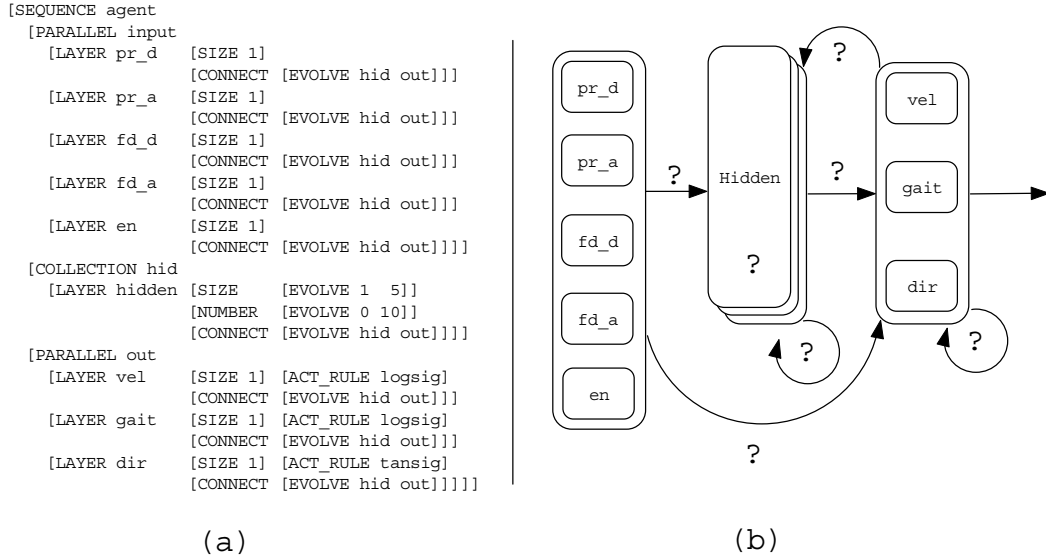 [SEQUENCE agent
[PARALLEL input
[LAYER pr_d [SIZE 1]
[CONNECT [EVOLVE hid out]]]
[LAYER pr_a [SIZE 1]
[CONNECT [EVOLVE hid out]]]
[LAYER fd_d [SIZE 1]
[CONNECT [EVOLVE hid out]]]
[LAYER fd_a [SIZE 1]
[CONNECT [EVOLVE hid out]]]
[LAYER en [SIZE 1]
[CONNECT [EVOLVE hid out]]]]
[COLLECTION hid
[LAYER hidden [SIZE [EVOLVE 1 5]]
[NUMBER [EVOLVE 0 10]]
[CONNECT [EVOLVE hid out]]]]
[PARALLEL out
[LAYER vel [SIZE 1] [ACT_RULE logsig]
[CONNECT [EVOLVE hid out]]]
[LAYER gait [SIZE 1] [ACT_RULE logsig]
[CONNECT [EVOLVE hid out]]]
[LAYER dir [SIZE 1] [ACT_RULE tansig]
[CONNECT [EVOLVE hid out]]]]]
(a)
pr_d
pr_a
fd_d
fd_a
en
?
Hidden
?
?
?
?
vel
gait
dir
?
?
(b)